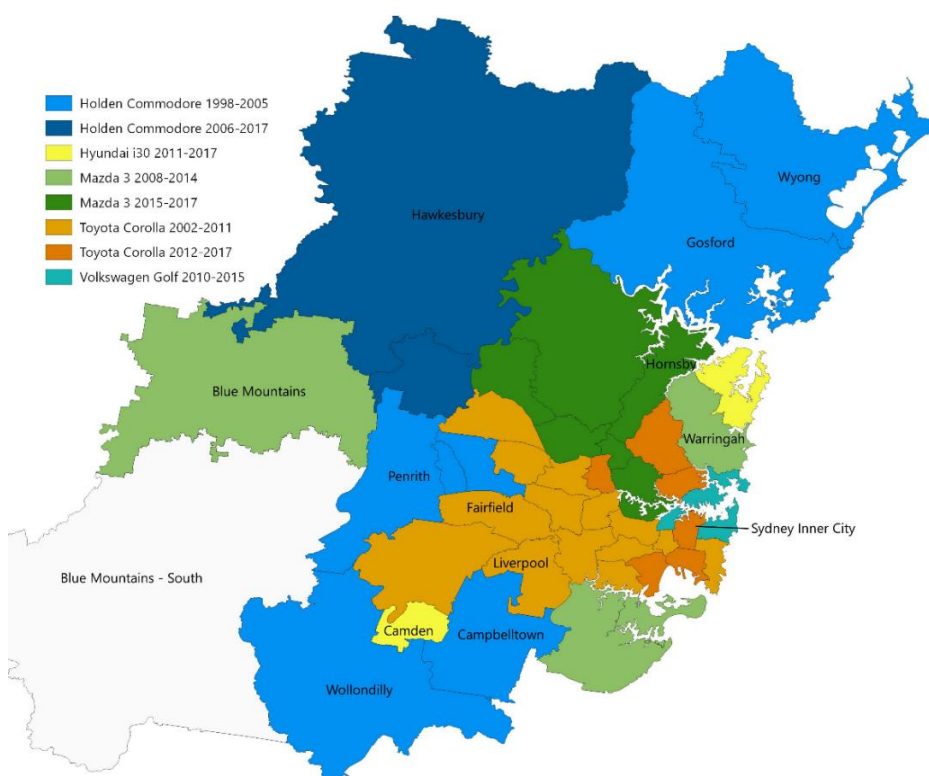 Holden Commodore 1998-2005
Holden Commodore 2006-2017
Hyundai i30 2011-2017
Mazda 3 2008-2014
Mazda 3 2015-2017
Toyota Corolla 2002-2011
Toyota Corolla 2012-2017
Volkswagen Golf 2010-2015
Wyong
Hawkesbury
Gosford
Hornsby
Blue Mountains
Warringah
Penrith
Fairfield
Sydney Inner City
Liverpool
Blue Mountains - South
Camden
Campbelltown
Wollondilly